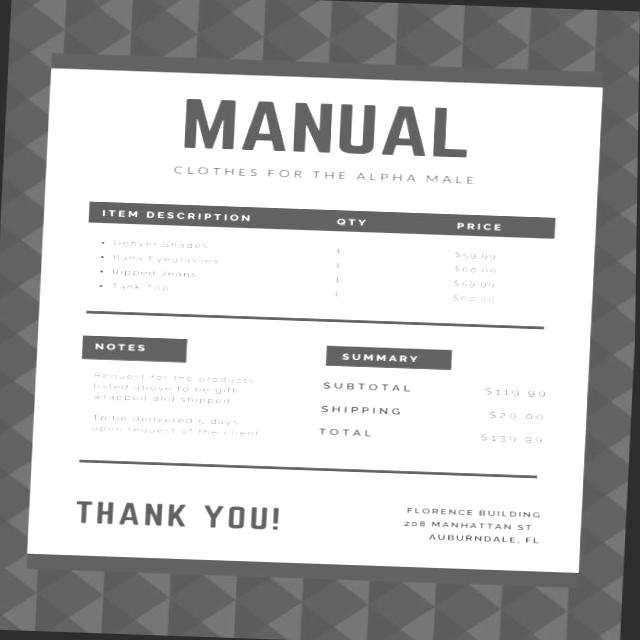 MANUAL
CLOTHES FOR THE ALPHA MALE
ITEM DESCRIPTION QTY PRICE
• Denver Shades 1 $59.99
• Rana Eyeglasses 1 $60.00
• Ripped Jeans 1 $59.99
• Tank Top 1 $60.00
NOTES
Request for the products
listed above to be gift
wrapped and shipped.
To be delivered 5 days
upon request of the client
SUMMARY
SUBTOTAL $119.99
SHIPPING $20.00
TOTAL $139.99
THANK YOU!
FLORENCE BUILDING
208 MANHATTAN ST
AUBURNDALE, FL